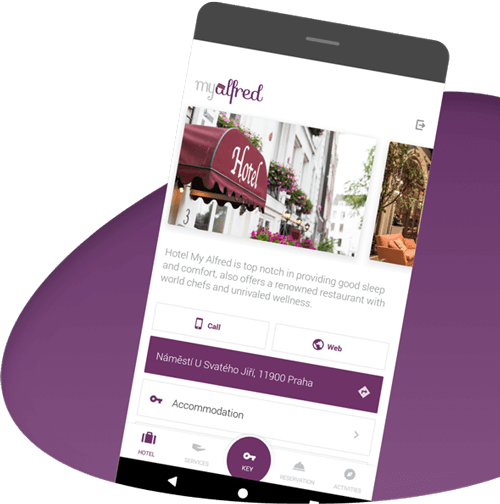 myalfred
Hotel
3
Hotel My Alfred is top notch in providing good sleep
and comfort, also offers a renowned restaurant with
world chefs and unrivaled wellness.
Call
Web
Náměstí U Svatého Jiří, 11900 Praha
Accommodation
HOTEL
SERVICES
KEY
RESERVATION
ACTIVITIES